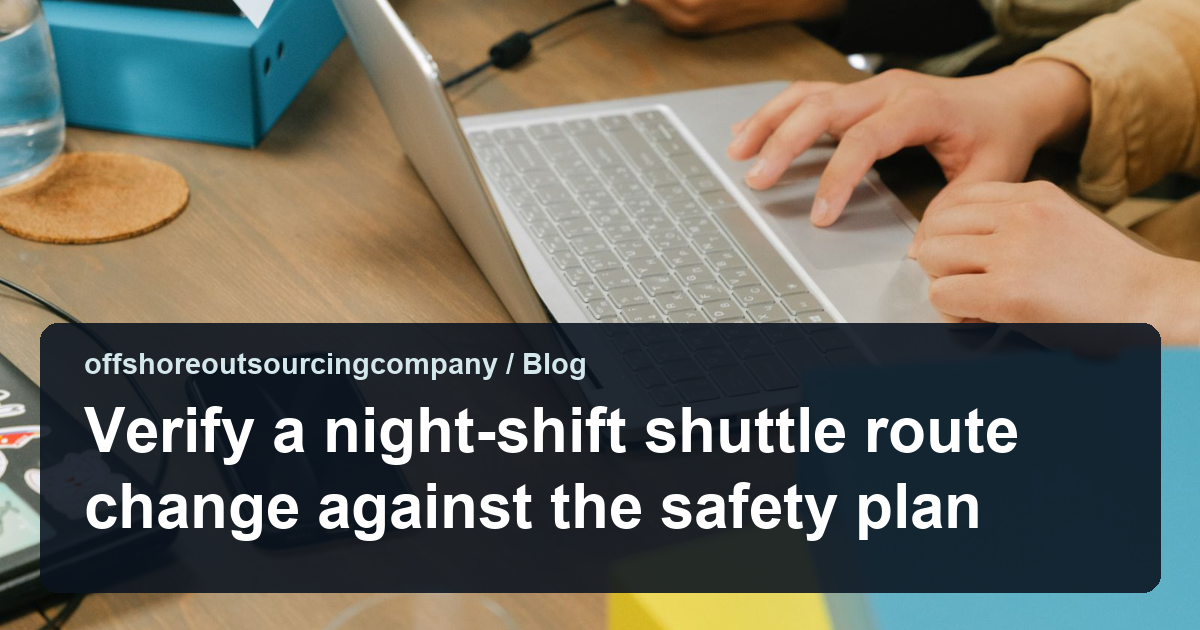 offshoreoutsourcingcompany / Blog
Verify a night-shift shuttle route
change against the safety plan